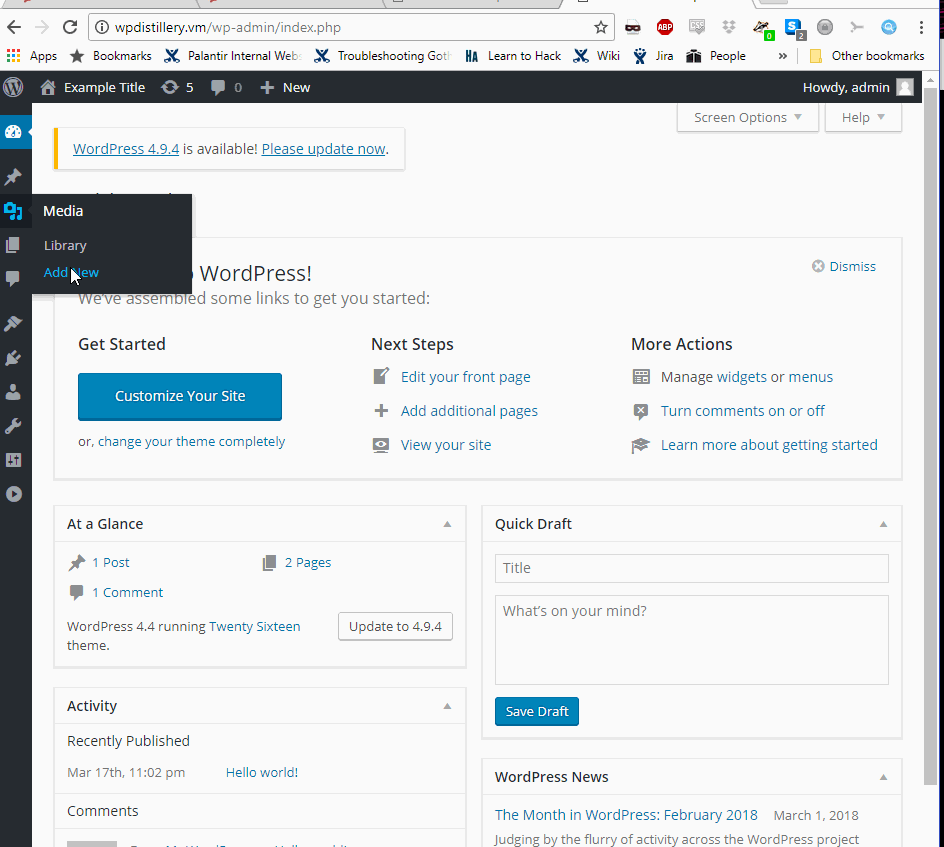 wpdistillery.vm/wp-admin/index.php
ABP
CSS
0
S
2
Apps
Bookmarks
Palantir Internal Web
Troubleshooting Got
HA Learn to Hack
Wiki
Jira
People
»
Other bookmarks
Example Title
5
0
New
Howdy, admin
Screen Options
Help
WordPress 4.9.4 is available! Please update now.
Media
Library
Add New
WordPress!
We've assembled some links to get you started:
Dismiss
Get Started
Next Steps
More Actions
Customize Your Site
Edit your front page
Manage widgets or menus
Add additional pages
Turn comments on or off
or, change your theme completely
View your site
Learn more about getting started
At a Glance
Quick Draft
1 Post
2 Pages
Title
1 Comment
What's on your mind?
WordPress 4.4 running Twenty Sixteen
theme.
Update to 4.9.4
Save Draft
Activity
Recently Published
Mar 17th, 11:02 pm
Hello world!
WordPress News
Comments
The Month in WordPress: February 2018
March 1, 2018
Judging by the flurry of activity across the WordPress project